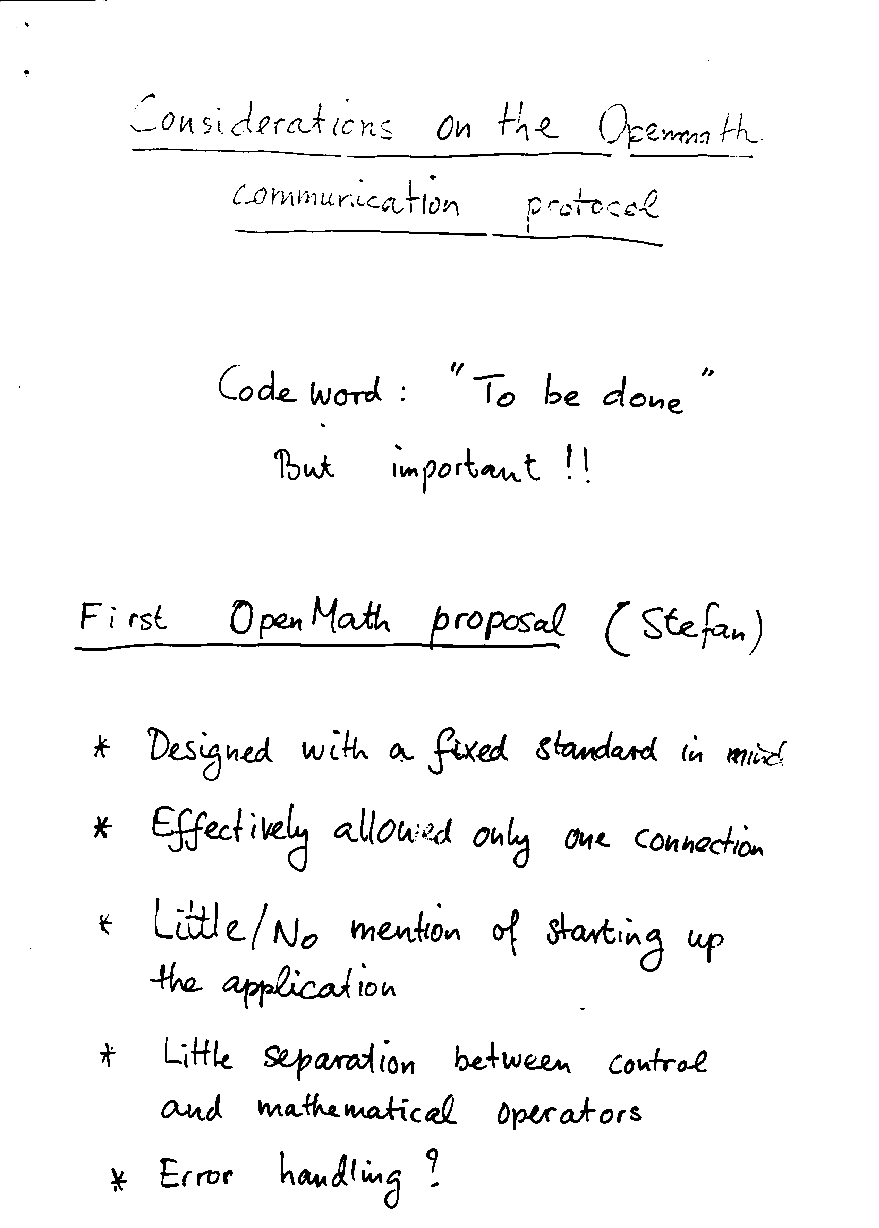 Considerations on the Openmath
communication protocol
Code word : "To be done"
But important !!
First OpenMath proposal (Stefan)
* Designed with a fixed standard in mind
* Effectively allowed only one connection
* Little/No mention of starting up
the application
* Little separation between control
and mathematical operators
* Error handling ?